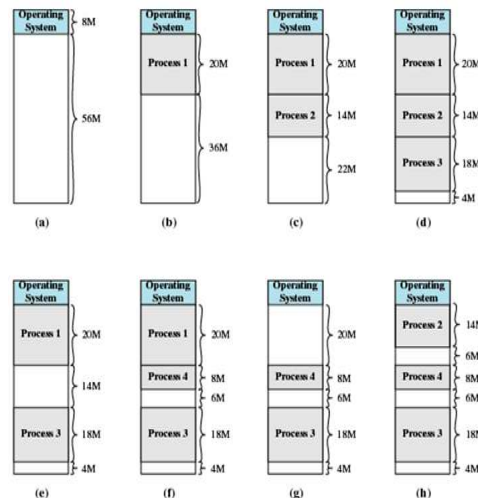 Operating
System
8M
56M
(a)
Operating
System
Process 1
20M
36M
(b)
Operating
System
Process 1
20M
Process 2
14M
22M
(c)
Operating
System
Process 1
20M
Process 2
14M
Process 3
18M
4M
(d)
Operating
System
Process 1
20M
14M
Process 3
18M
4M
(e)
Operating
System
Process 1
20M
Process 4
8M
6M
Process 3
18M
4M
(f)
Operating
System
20M
Process 4
8M
6M
Process 3
18M
4M
(g)
Operating
System
Process 2
14M
6M
Process 4
8M
6M
Process 3
18M
4M
(h)